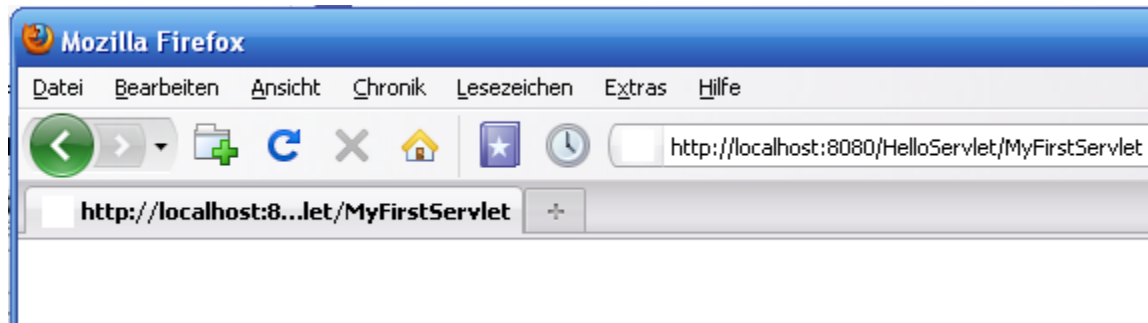 Mozilla Firefox
Datei Bearbeiten Ansicht Chronik Lesezeichen Extras Hilfe
http://localhost:8080/HelloServlet/MyFirstServlet
http://localhost:8...let/MyFirstServlet